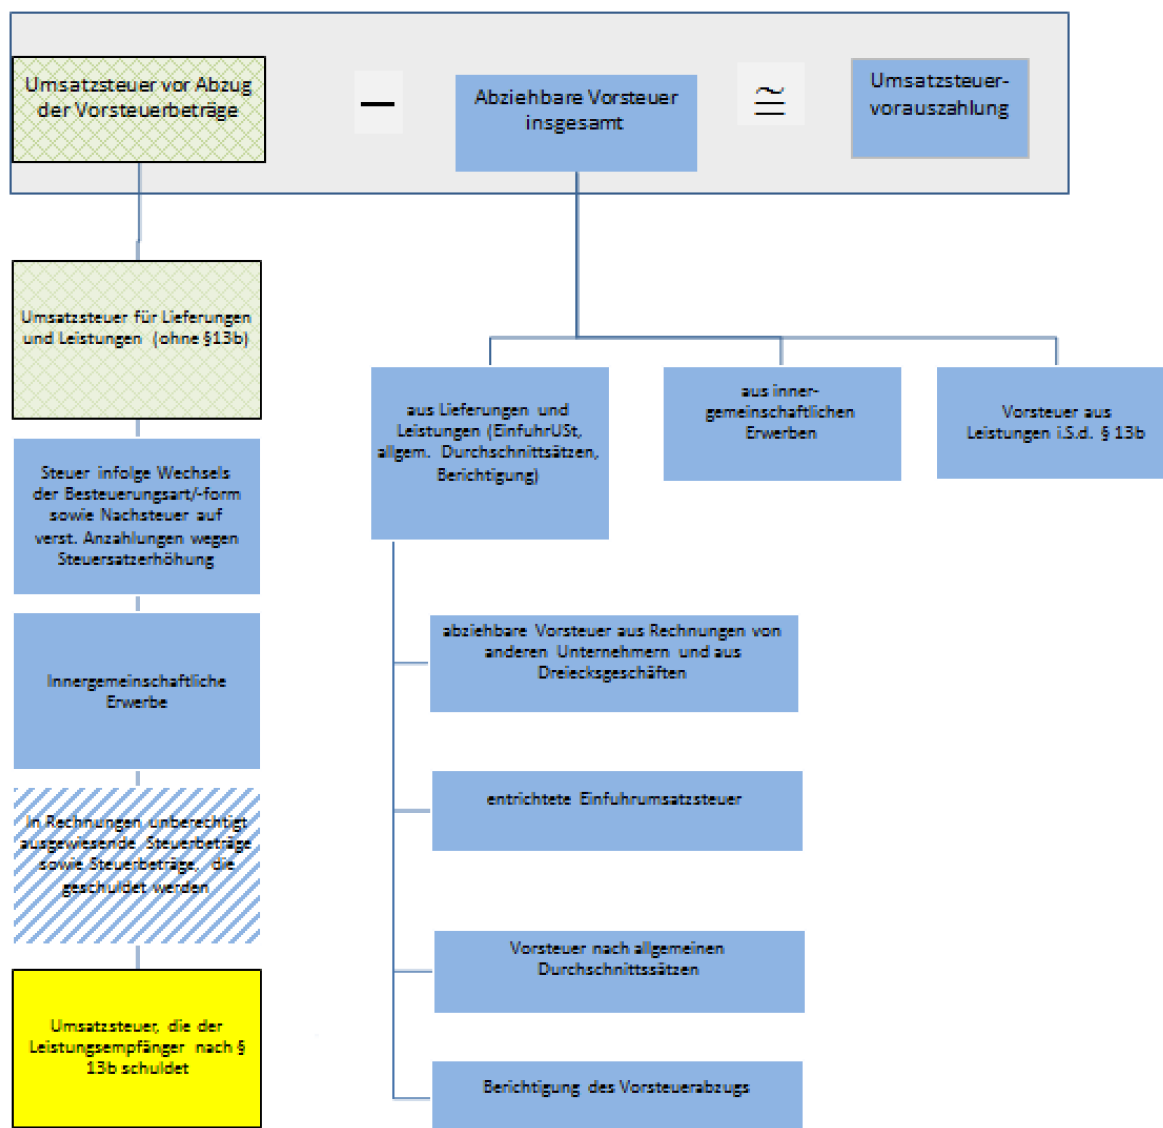 Umsatzsteuer vor Abzug
der Vorsteuerbeträge
—
Abziehbare Vorsteuer
insgesamt
≅
Umsatzsteuer-
vorauszahlung
Umsatzsteuer für Lieferungen
und Leistungen (ohne §13b)
Steuer infolge Wechsels
der Besteuerungsart/-form
sowie Nachsteuer auf
verst. Anzahlungen wegen
Steuersatzerhöhung
Innergemeinschaftliche
Erwerbe
In Rechnungen unberechtigt
ausgewiesende Steuerbeträge
sowie Steuerbeträge, die
geschuldet werden
Umsatzsteuer, die der
Leistungsempfänger nach §
13b schuldet
aus Lieferungen und
Leistungen (EinfuhrUSt,
allgem. Durchschnittsätzen,
Berichtigung)
aus inner-
gemeinschaftlichen
Erwerben
Vorsteuer aus
Leistungen i.S.d. § 13b
abziehbare Vorsteuer aus Rechnungen von
anderen Unternehmern und aus
Dreiecksgeschäften
entrichtete Einfuhrumsatzsteuer
Vorsteuer nach allgemeinen
Durchschnittssätzen
Berichtigung des Vorsteuerabzugs